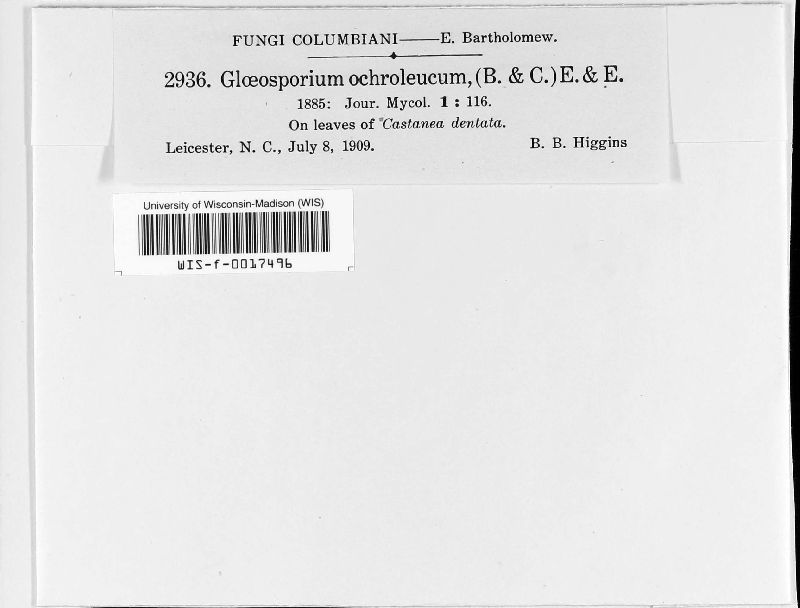 FUNGI COLUMBIANI——E. Bartholomew.
2936. Glœosporium ochroleucum, (B. & C.) E. & E.
1885: Jour. Mycol. 1 : 116.
On leaves of Castanea dentata.
Leicester, N. C., July 8, 1909. B. B. Higgins
University of Wisconsin-Madison (WIS)
WIS-f-0017496